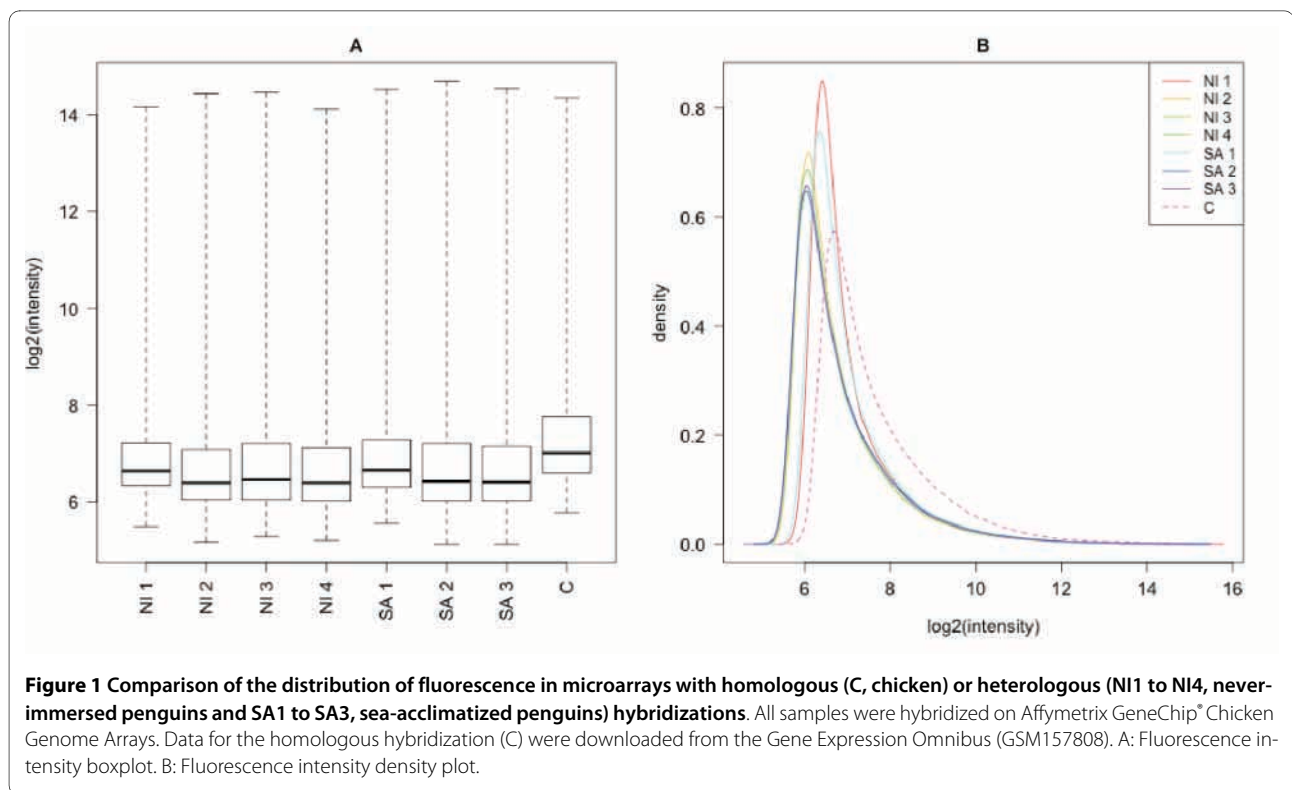 A
B
log2(intensity)
14
12
10
8
6
NI 1
NI 2
NI 3
NI 4
SA 1
SA 2
SA 3
C
density
0.8
0.6
0.4
0.2
0.0
6
8
10
12
14
16
log2(intensity)
NI 1
NI 2
NI 3
NI 4
SA 1
SA 2
SA 3
C
Figure 1 Comparison of the distribution of fluorescence in microarrays with homologous (C, chicken) or heterologous (NI1 to NI4, never-
immersed penguins and SA1 to SA3, sea-acclimatized penguins) hybridizations. All samples were hybridized on Affymetrix GeneChip® Chicken
Genome Arrays. Data for the homologous hybridization (C) were downloaded from the Gene Expression Omnibus (GSM157808). A: Fluorescence in-
tensity boxplot. B: Fluorescence intensity density plot.